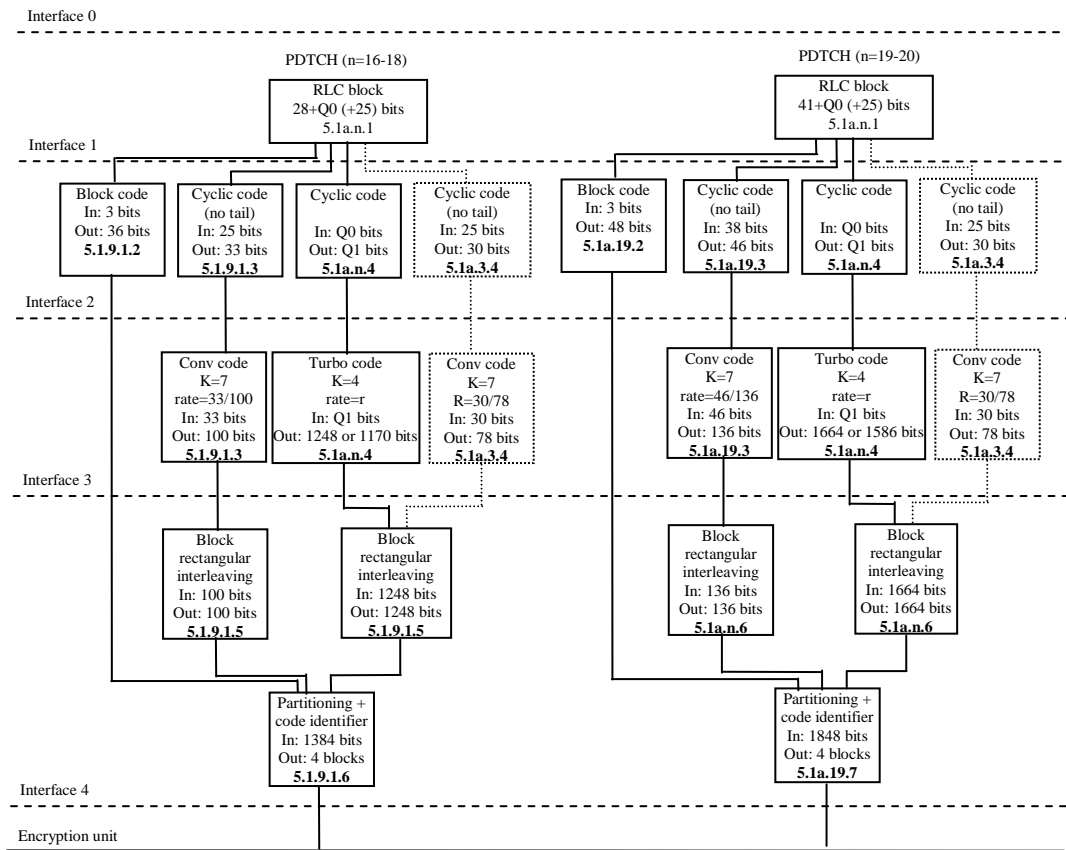 Interface 0
PDTCH (n=16-18)
RLC block
28+Q0 (+25) bits
5.1a.n.1
PDTCH (n=19-20)
RLC block
41+Q0 (+25) bits
5.1a.n.1
Interface 1
Block code
In: 3 bits
Out: 36 bits
5.1.9.1.2
Cyclic code
(no tail)
In: 25 bits
Out: 33 bits
5.1.9.1.3
Cyclic code
In: Q0 bits
Out: Q1 bits
5.1a.n.4
Cyclic code
(no tail)
In: 25 bits
Out: 30 bits
5.1a.3.4
Block code
In: 3 bits
Out: 48 bits
5.1a.19.2
Cyclic code
(no tail)
In: 38 bits
Out: 46 bits
5.1a.19.3
Cyclic code
In: Q0 bits
Out: Q1 bits
5.1a.n.4
Cyclic code
(no tail)
In: 25 bits
Out: 30 bits
5.1a.3.4
Interface 2
Conv code
K=7
rate=33/100
In: 33 bits
Out: 100 bits
5.1.9.1.3
Turbo code
K=4
rate=r
In: Q1 bits
Out: 1248 or 1170 bits
5.1a.n.4
Conv code
K=7
R=30/78
In: 30 bits
Out: 78 bits
5.1a.3.4
Conv code
K=7
rate=46/136
In: 46 bits
Out: 136 bits
5.1a.19.3
Turbo code
K=4
rate=r
In: Q1 bits
Out: 1664 or 1586 bits
5.1a.n.4
Conv code
K=7
R=30/78
In: 30 bits
Out: 78 bits
5.1a.3.4
Interface 3
Block
rectangular
interleaving
In: 100 bits
Out: 100 bits
5.1.9.1.5
Block
rectangular
interleaving
In: 1248 bits
Out: 1248 bits
5.1.9.1.5
Block
rectangular
interleaving
In: 136 bits
Out: 136 bits
5.1a.n.6
Block
rectangular
interleaving
In: 1664 bits
Out: 1664 bits
5.1a.n.6
Partitioning +
code identifier
In: 1384 bits
Out: 4 blocks
5.1.9.1.6
Partitioning +
code identifier
In: 1848 bits
Out: 4 blocks
5.1a.19.7
Interface 4
Encryption unit